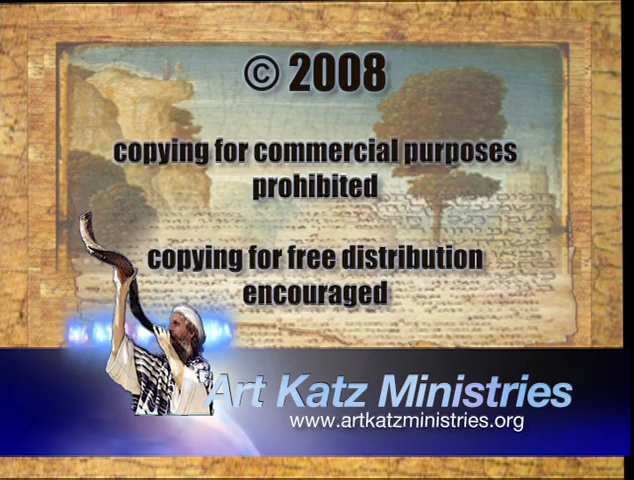 © 2008
copying for commercial purposes
prohibited
copying for free distribution
encouraged
Art Katz Ministries
www.artkatzministries.org